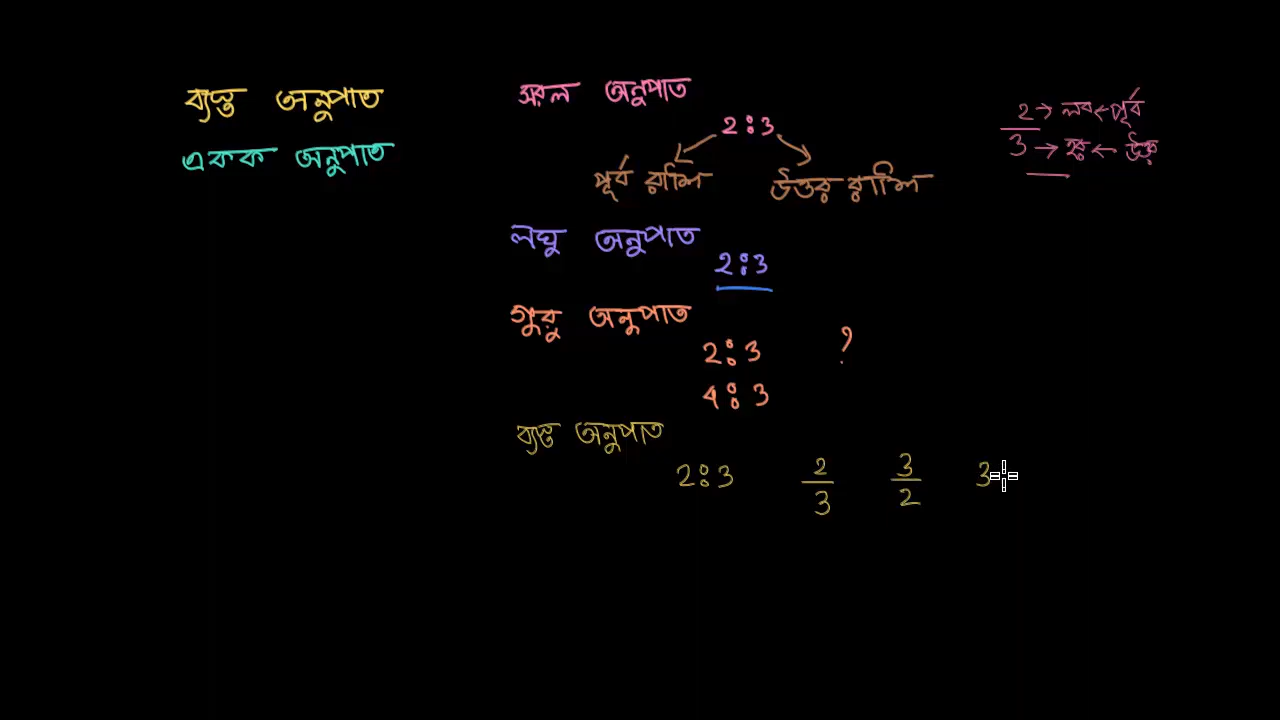 ব্যস্ত অনুপাত
একক অনুপাত
সরল অনুপাত
2:3
পূর্ব রাশি উত্তর রাশি
2 → লব ← পূর্ব
3 → হর ← উত্তর
লঘু অনুপাত
2:3
গুরু অনুপাত
2:3 ?
4:3
ব্যস্ত অনুপাত
2:3 2/3 3/2 3